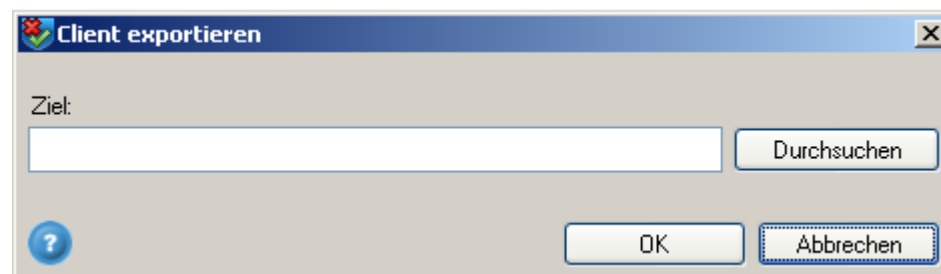 Client exportieren
Ziel:
Durchsuchen
?
OK
Abbrechen